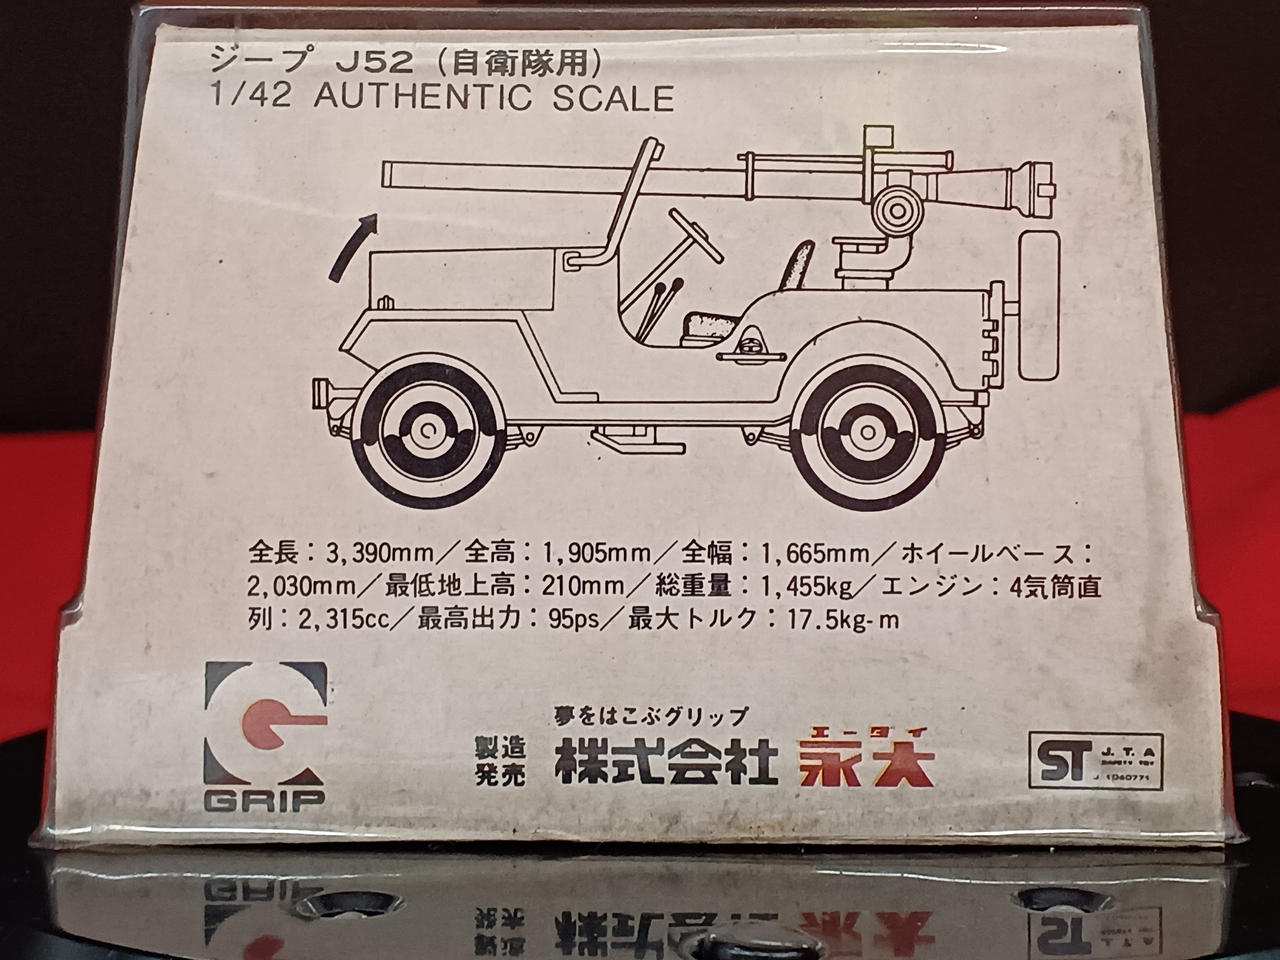 ジープ J52 (自衛隊用)
1/42 AUTHENTIC SCALE
全長：3,390mm／全高：1,905mm／全幅：1,665mm／ホイールベース：
2,030mm／最低地上高：210mm／総重量：1,455kg／エンジン：4気筒直
列：2,315cc／最高出力：95ps／最大トルク：17.5kg-m
GRIP
夢をはこぶグリップ
製造
発売
株式会社
エーダイ
永大
ST
J. T. A
SAFETY TOY